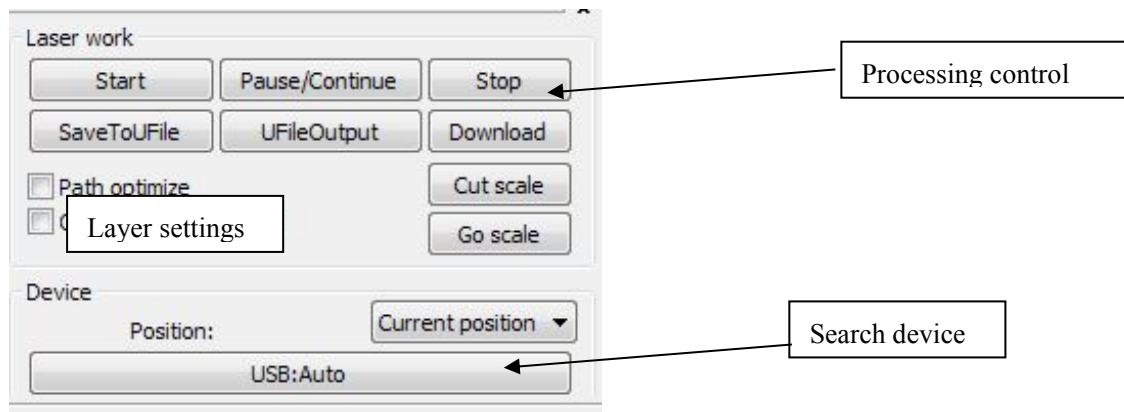 Laser work
Start Pause/Continue Stop
Processing control
SaveToUFile UFileOutput Download
Path optimize Cut scale
Layer settings
Go scale
Device
Position: Current position
Search device
USB:Auto